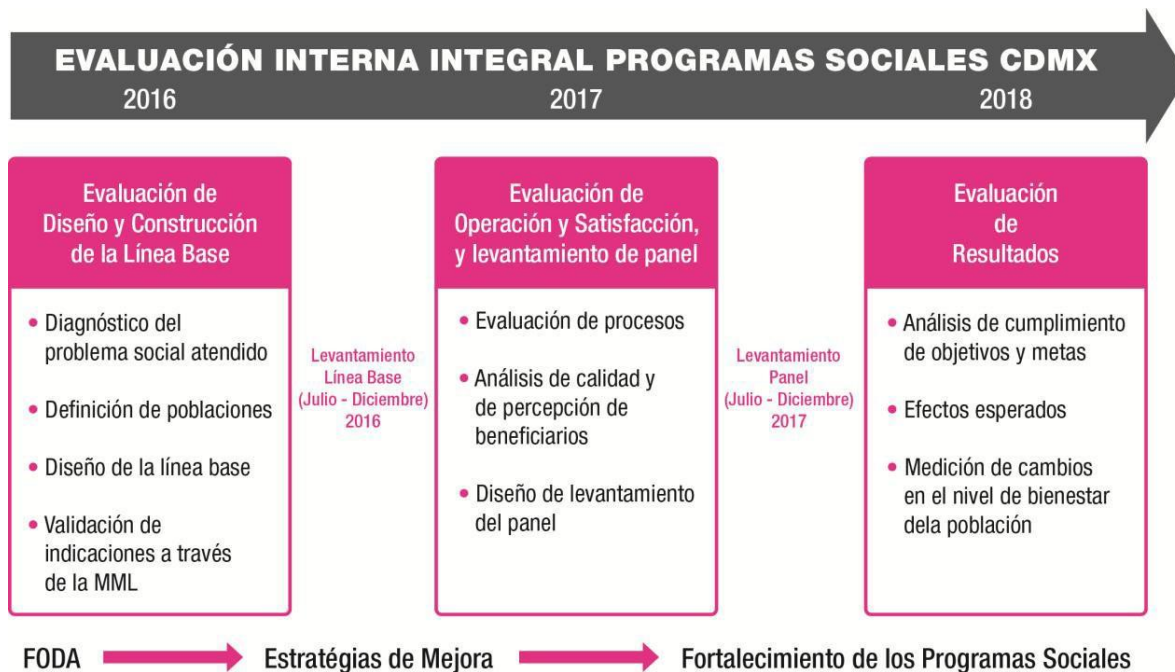 EVALUACIÓN INTERNA INTEGRAL PROGRAMAS SOCIALES CDMX
2016
2017
2018
Evaluación de
Diseño y Construcción
de la Línea Base
• Diagnóstico del
problema social atendido
• Definición de poblaciones
• Diseño de la línea base
• Validación de
indicaciones a través
de la MML
Levantamiento
Línea Base
(Julio - Diciembre)
2016
Evaluación de
Operación y Satisfacción,
y levantamiento de panel
• Evaluación de procesos
• Análisis de calidad y
de percepción de
beneficiarios
• Diseño de levantamiento
del panel
Levantamiento
Panel
(Julio - Diciembre)
2017
Evaluación
de
Resultados
• Análisis de cumplimiento
de objetivos y metas
• Efectos esperados
• Medición de cambios
en el nivel de bienestar
dela población
FODA
Estratégias de Mejora
Fortalecimiento de los Programas Sociales